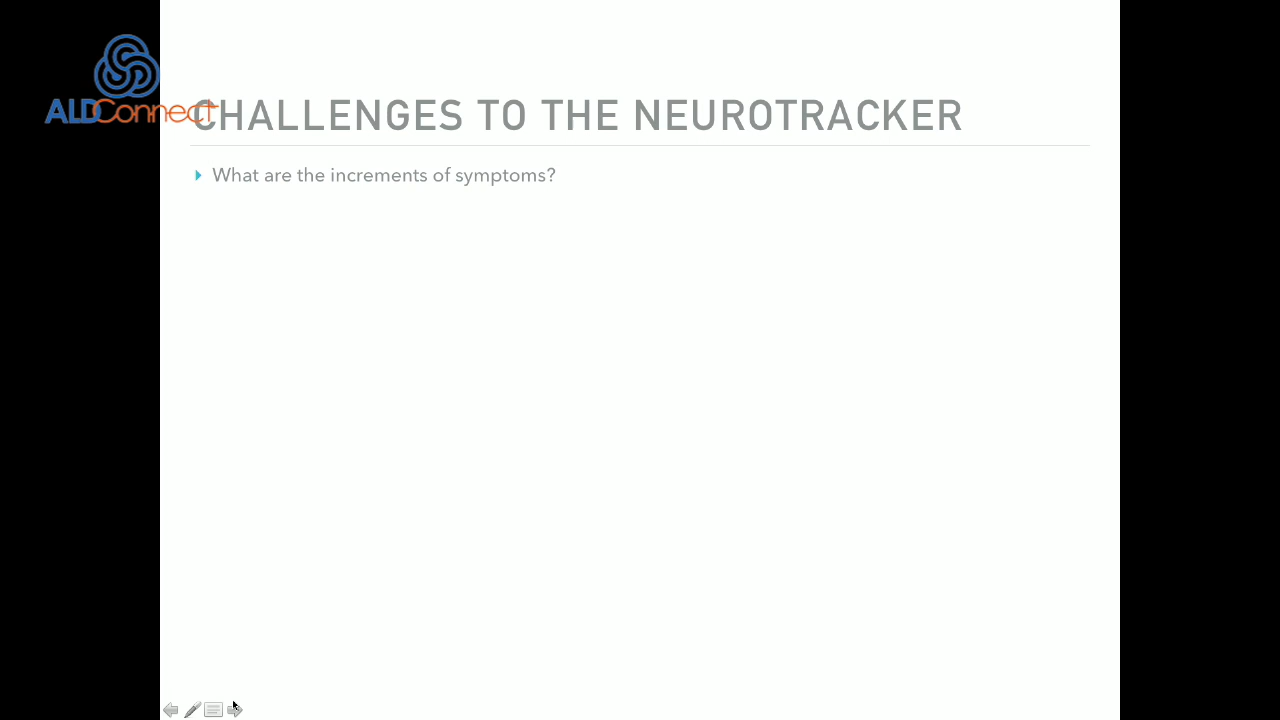 ALDConnect
CHALLENGES TO THE NEUROTRACKER
What are the increments of symptoms?